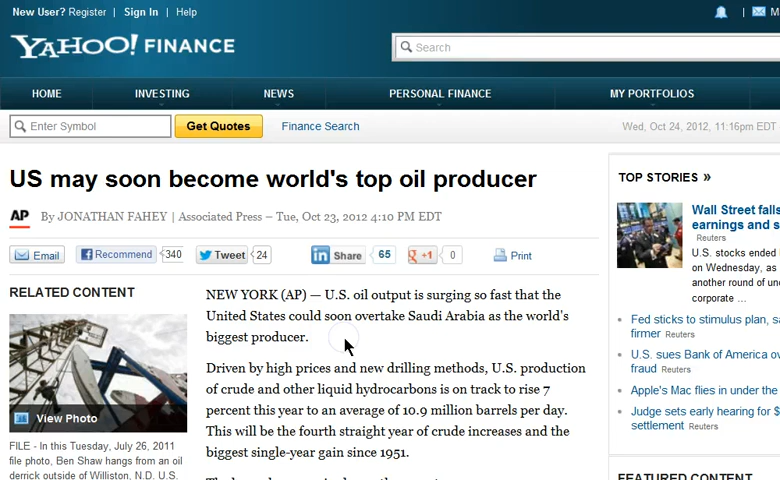 New User? Register | Sign In | Help
YAHOO! FINANCE
Search
HOME INVESTING NEWS PERSONAL FINANCE MY PORTFOLIOS
Enter Symbol Get Quotes Finance Search Wed, Oct 24, 2012, 11:16pm EDT
US may soon become world's top oil producer
AP By JONATHAN FAHEY | Associated Press – Tue, Oct 23, 2012 4:10 PM EDT
Email Recommend 340 Tweet 24 Share 65 +1 0 Print
RELATED CONTENT
View Photo
FILE - In this Tuesday, July 26, 2011
file photo, Ben Shaw hangs from an oil
derrick outside of Williston, N.D. U.S.
NEW YORK (AP) — U.S. oil output is surging so fast that the
United States could soon overtake Saudi Arabia as the world's
biggest producer.
Driven by high prices and new drilling methods, U.S. production
of crude and other liquid hydrocarbons is on track to rise 7
percent this year to an average of 10.9 million barrels per day.
This will be the fourth straight year of crude increases and the
biggest single-year gain since 1951.
TOP STORIES »
Wall Street falls
earnings and s
Reuters
U.S. stocks ended
on Wednesday, as
another round of un
corporate ...
Fed sticks to stimulus plan, sa
firmer Reuters
U.S. sues Bank of America ov
fraud Reuters
Apple's Mac flies in under the
Judge sets early hearing for $
settlement Reuters
FEATURED CONTENT